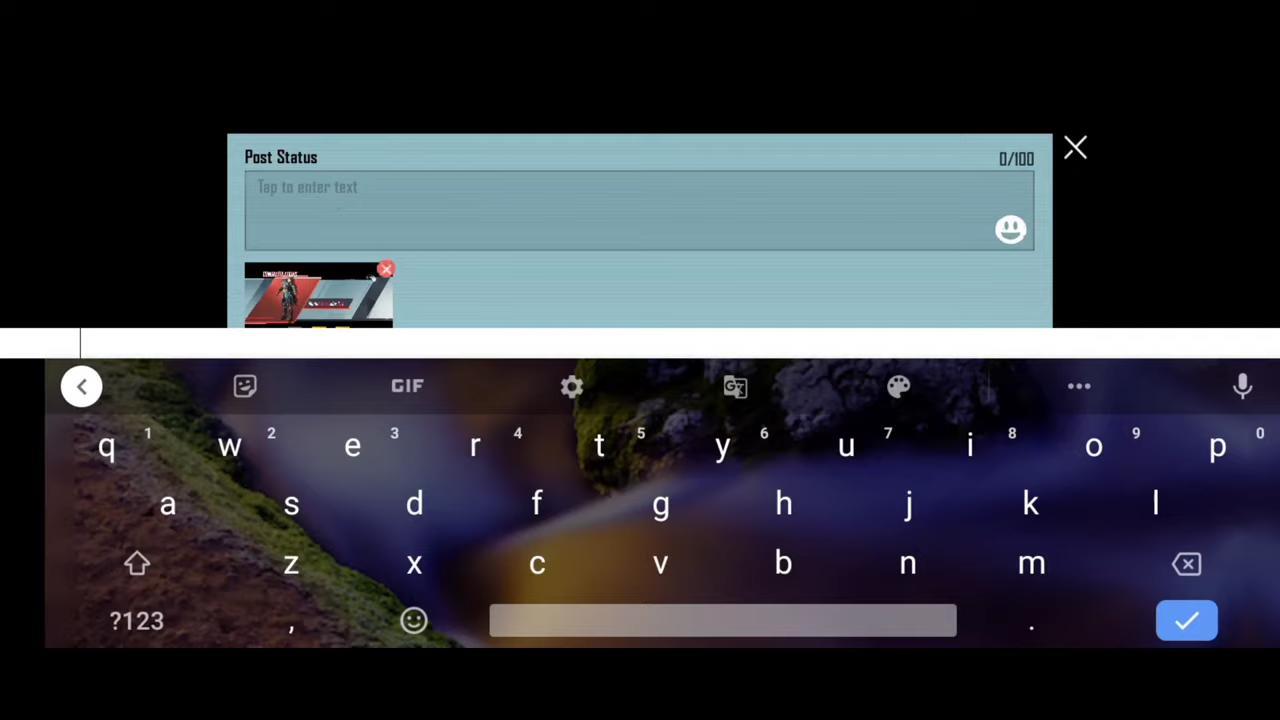 Post Status
0/100
Tap to enter text
GIF
q 1 w 2 e 3 r 4 t 5 y 6 u 7 i 8 o 9 p 0
a s d f g h j k l
z x c v b n m
?123 , .